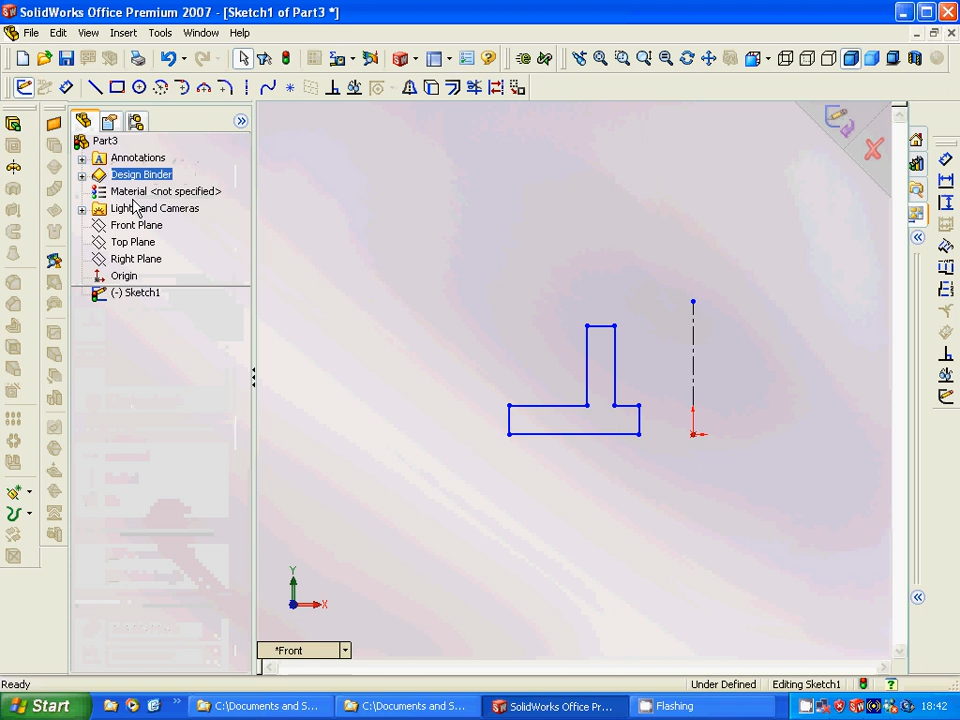 SolidWorks Office Premium 2007 - [Sketch1 of Part3 *]
File Edit View Insert Tools Window Help
Part3
Annotations
Design Binder
Material <not specified>
Lights and Cameras
Front Plane
Top Plane
Right Plane
Origin
(-) Sketch1
Y
X
*Front
Ready
Under Defined
Editing Sketch1
Start
C:\Documents and S...
C:\Documents and S...
SolidWorks Office Pr...
Flashing
18:42